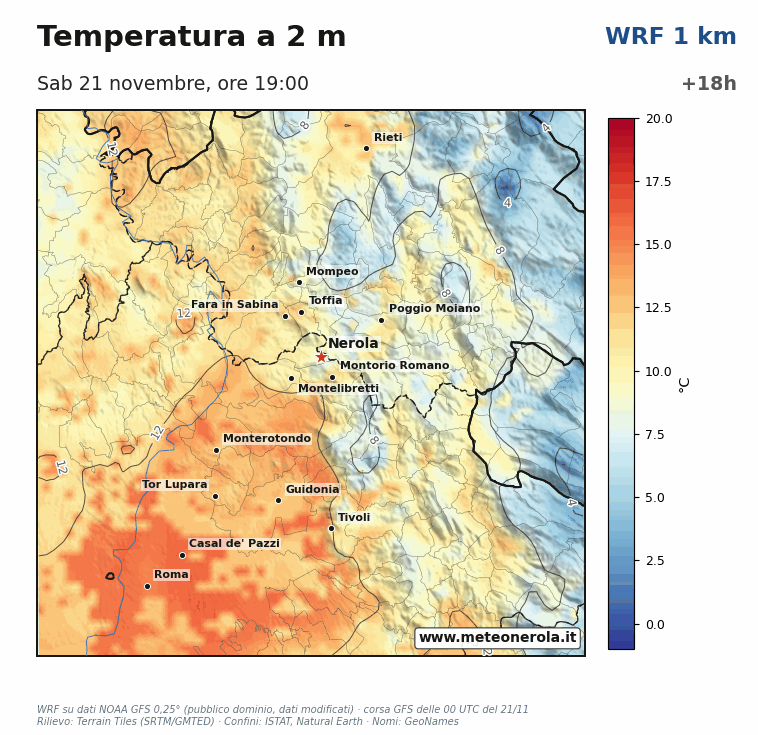 Temperatura a 2 m
WRF 1 km
Sab 21 novembre, ore 19:00
+18h
Rieti
Mompeo
Fara in Sabina
Toffia
Poggio Moiano
Nerola
Montorio Romano
Montelibretti
Monterotondo
Tor Lupara
Guidonia
Tivoli
Casal de' Pazzi
Roma
12
8
4
4
8
8
12
12
8
12
4
2
www.meteonerola.it
20.0
17.5
15.0
12.5
10.0
7.5
5.0
2.5
0.0
°C
WRF su dati NOAA GFS 0,25° (pubblico dominio, dati modificati) · corsa GFS delle 00 UTC del 21/11
Rilievo: Terrain Tiles (SRTM/GMTED) · Confini: ISTAT, Natural Earth · Nomi: GeoNames